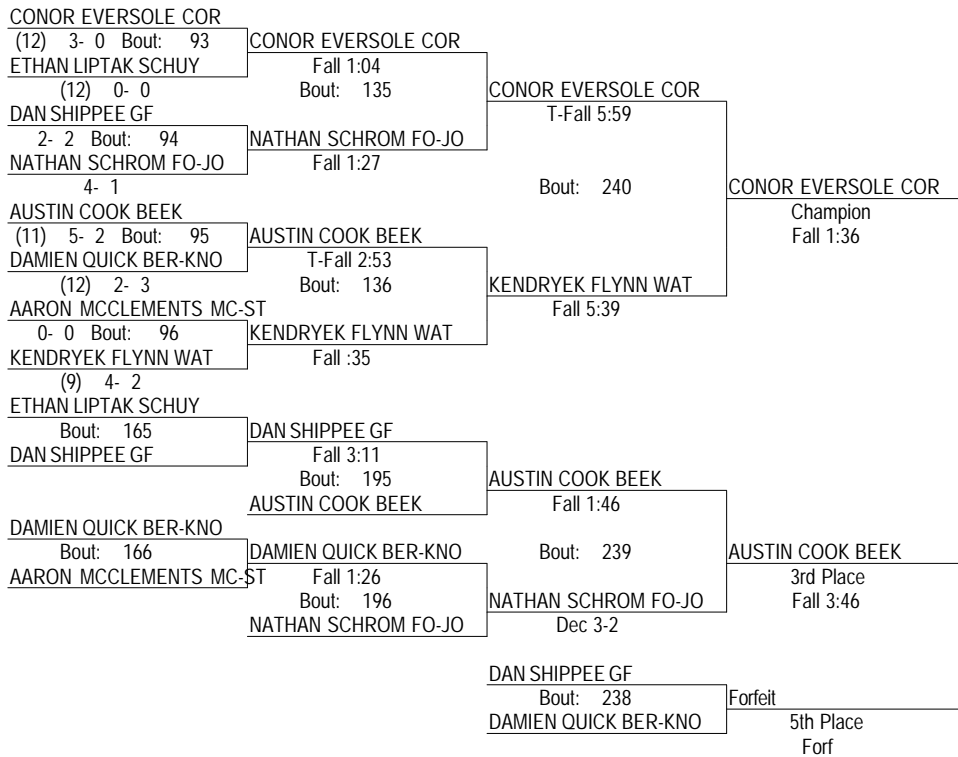 CONOR EVERSOLE COR
(12) 3- 0 Bout: 93 CONOR EVERSOLE COR
ETHAN LIPTAK SCHUY Fall 1:04
(12) 0- 0 Bout: 135 CONOR EVERSOLE COR
DAN SHIPPEE GF T-Fall 5:59
2- 2 Bout: 94 NATHAN SCHROM FO-JO
NATHAN SCHROM FO-JO Fall 1:27
4- 1 Bout: 240 CONOR EVERSOLE COR
AUSTIN COOK BEEK Champion
(11) 5- 2 Bout: 95 AUSTIN COOK BEEK Fall 1:36
DAMIEN QUICK BER-KNO T-Fall 2:53
(12) 2- 3 Bout: 136 KENDRYEK FLYNN WAT
AARON MCCLEMENTS MC-ST Fall 5:39
0- 0 Bout: 96 KENDRYEK FLYNN WAT
KENDRYEK FLYNN WAT Fall :35
(9) 4- 2
ETHAN LIPTAK SCHUY
Bout: 165 DAN SHIPPEE GF
DAN SHIPPEE GF Fall 3:11
Bout: 195 AUSTIN COOK BEEK
AUSTIN COOK BEEK Fall 1:46
DAMIEN QUICK BER-KNO
Bout: 166 DAMIEN QUICK BER-KNO Bout: 239 AUSTIN COOK BEEK
AARON MCCLEMENTS MC-ST Fall 1:26 3rd Place
Bout: 196 NATHAN SCHROM FO-JO Fall 3:46
NATHAN SCHROM FO-JO Dec 3-2
DAN SHIPPEE GF
Bout: 238 Forfeit
DAMIEN QUICK BER-KNO 5th Place
Forf